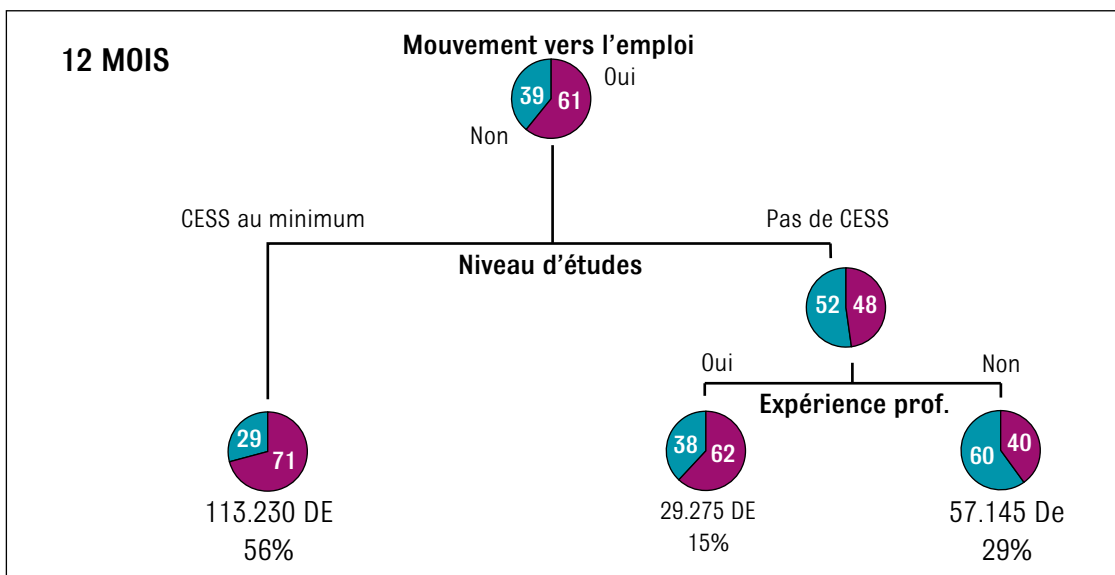 12 MOIS
Mouvement vers l'emploi
Oui
39
61
Non
CESS au minimum
Pas de CESS
Niveau d'études
52
48
Oui
Non
Expérience prof.
29
71
38
62
60
40
113.230 DE
56%
29.275 DE
15%
57.145 De
29%